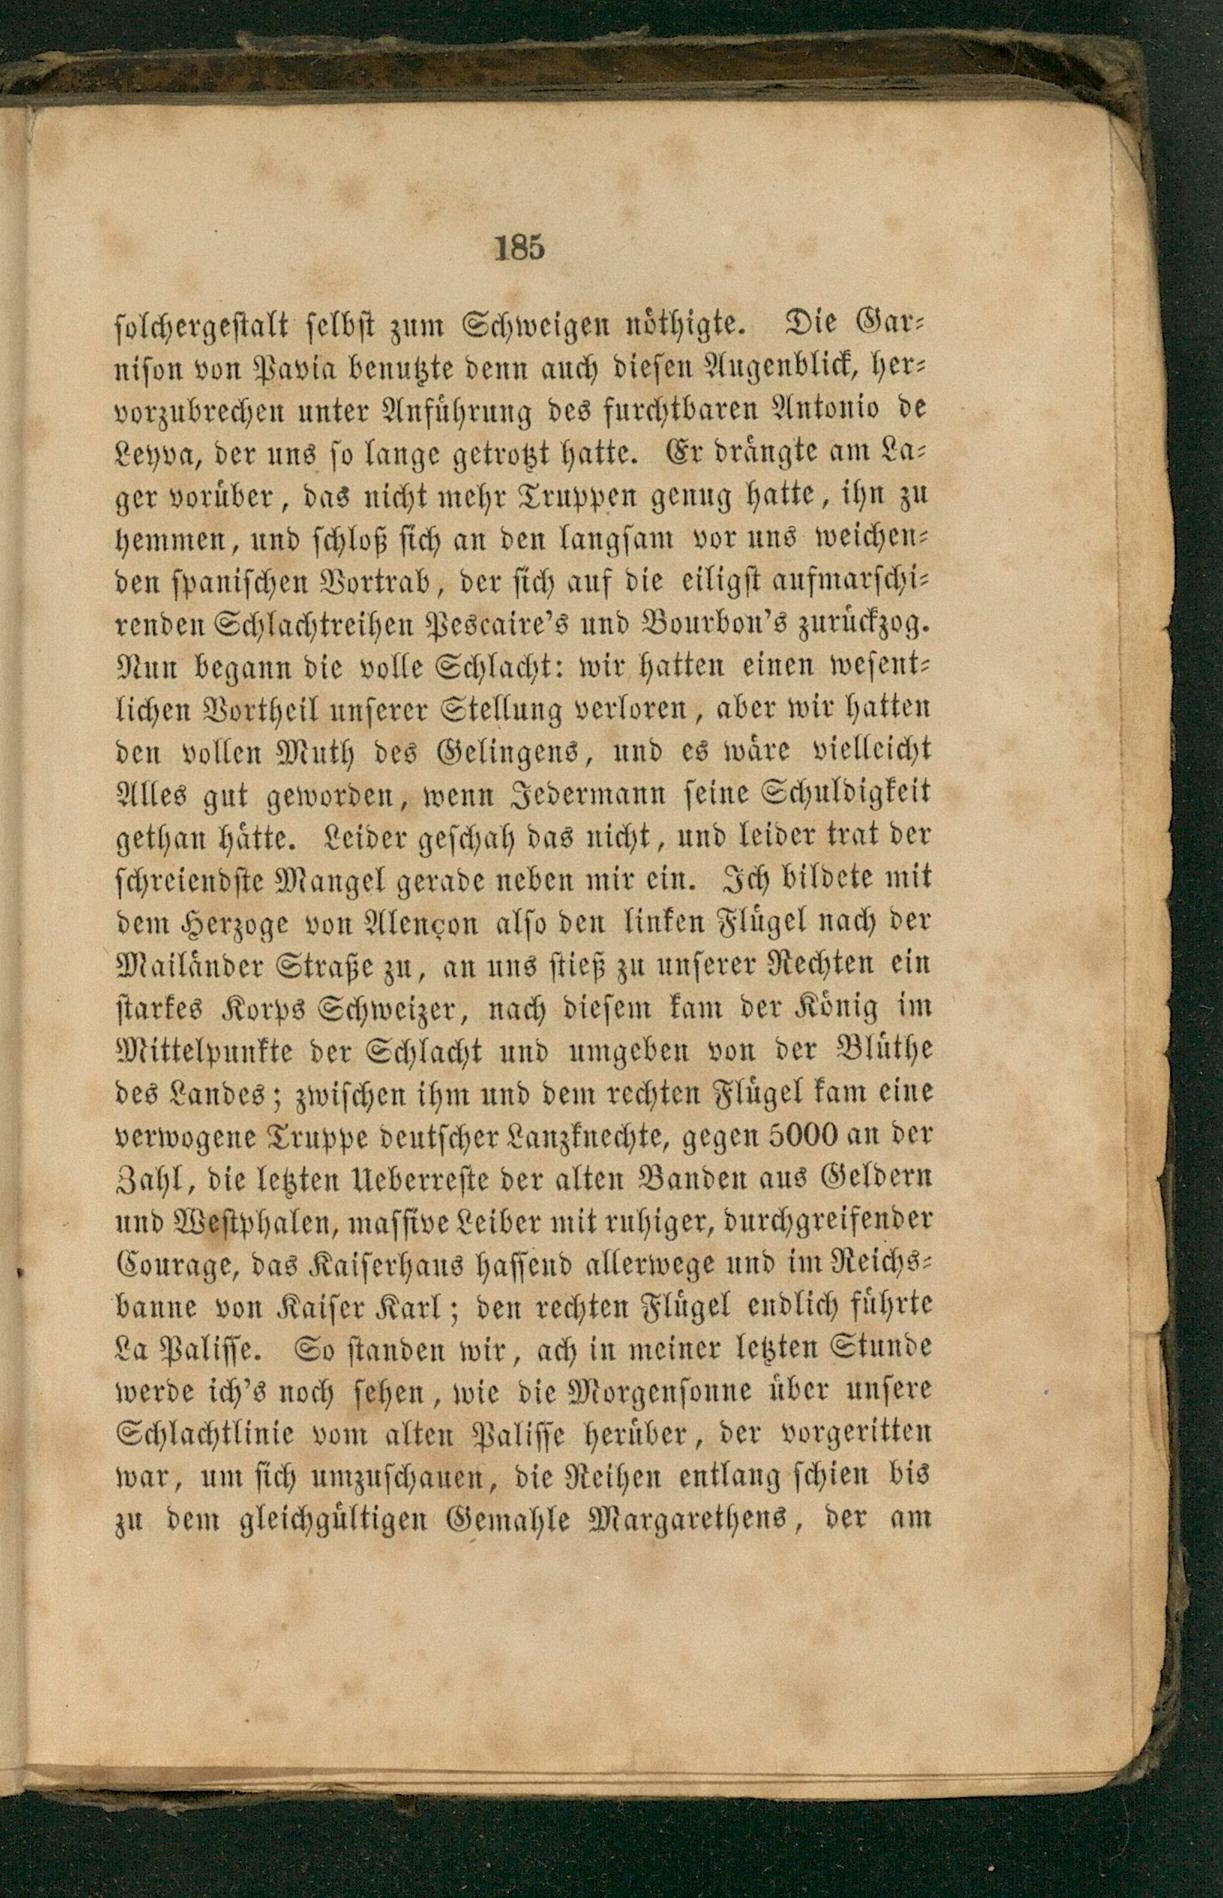 185
solchergestalt selbst zum Schweigen nöthigte. Die Gar-
nison von Pavia benutzte denn auch diesen Augenblick, her-
vorzubrechen unter Anführung des furchtbaren Antonio de
Leyva, der uns so lange getrotzt hatte. Er drängte am La-
ger vorüber, das nicht mehr Truppen genug hatte, ihn zu
hemmen, und schloß sich an den langsam vor uns weichen-
den spanischen Vortrab, der sich auf die eiligst aufmarschi-
renden Schlachtreihen Pescaire's und Bourbon's zurückzog.
Nun begann die volle Schlacht: wir hatten einen wesent-
lichen Vortheil unserer Stellung verloren, aber wir hatten
den vollen Muth des Gelingens, und es wäre vielleicht
Alles gut geworden, wenn Jedermann seine Schuldigkeit
gethan hätte. Leider geschah das nicht, und leider trat der
schreiendste Mangel gerade neben mir ein. Ich bildete mit
dem Herzoge von Alençon also den linken Flügel nach der
Mailänder Straße zu, an uns stieß zu unserer Rechten ein
starkes Korps Schweizer, nach diesem kam der König im
Mittelpunkte der Schlacht und umgeben von der Blüthe
des Landes; zwischen ihm und dem rechten Flügel kam eine
verwogene Truppe deutscher Lanzknechte, gegen 5000 an der
Zahl, die letzten Ueberreste der alten Banden aus Geldern
und Westphalen, massive Leiber mit ruhiger, durchgreifender
Courage, das Kaiserhaus hassend allerwege und im Reichs-
banne von Kaiser Karl; den rechten Flügel endlich führte
La Palisse. So standen wir, ach in meiner letzten Stunde
werde ich's noch sehen, wie die Morgensonne über unsere
Schlachtlinie vom alten Palisse herüber, der vorgeritten
war, um sich umzuschauen, die Reihen entlang schien bis
zu dem gleichgültigen Gemahle Margarethens, der am